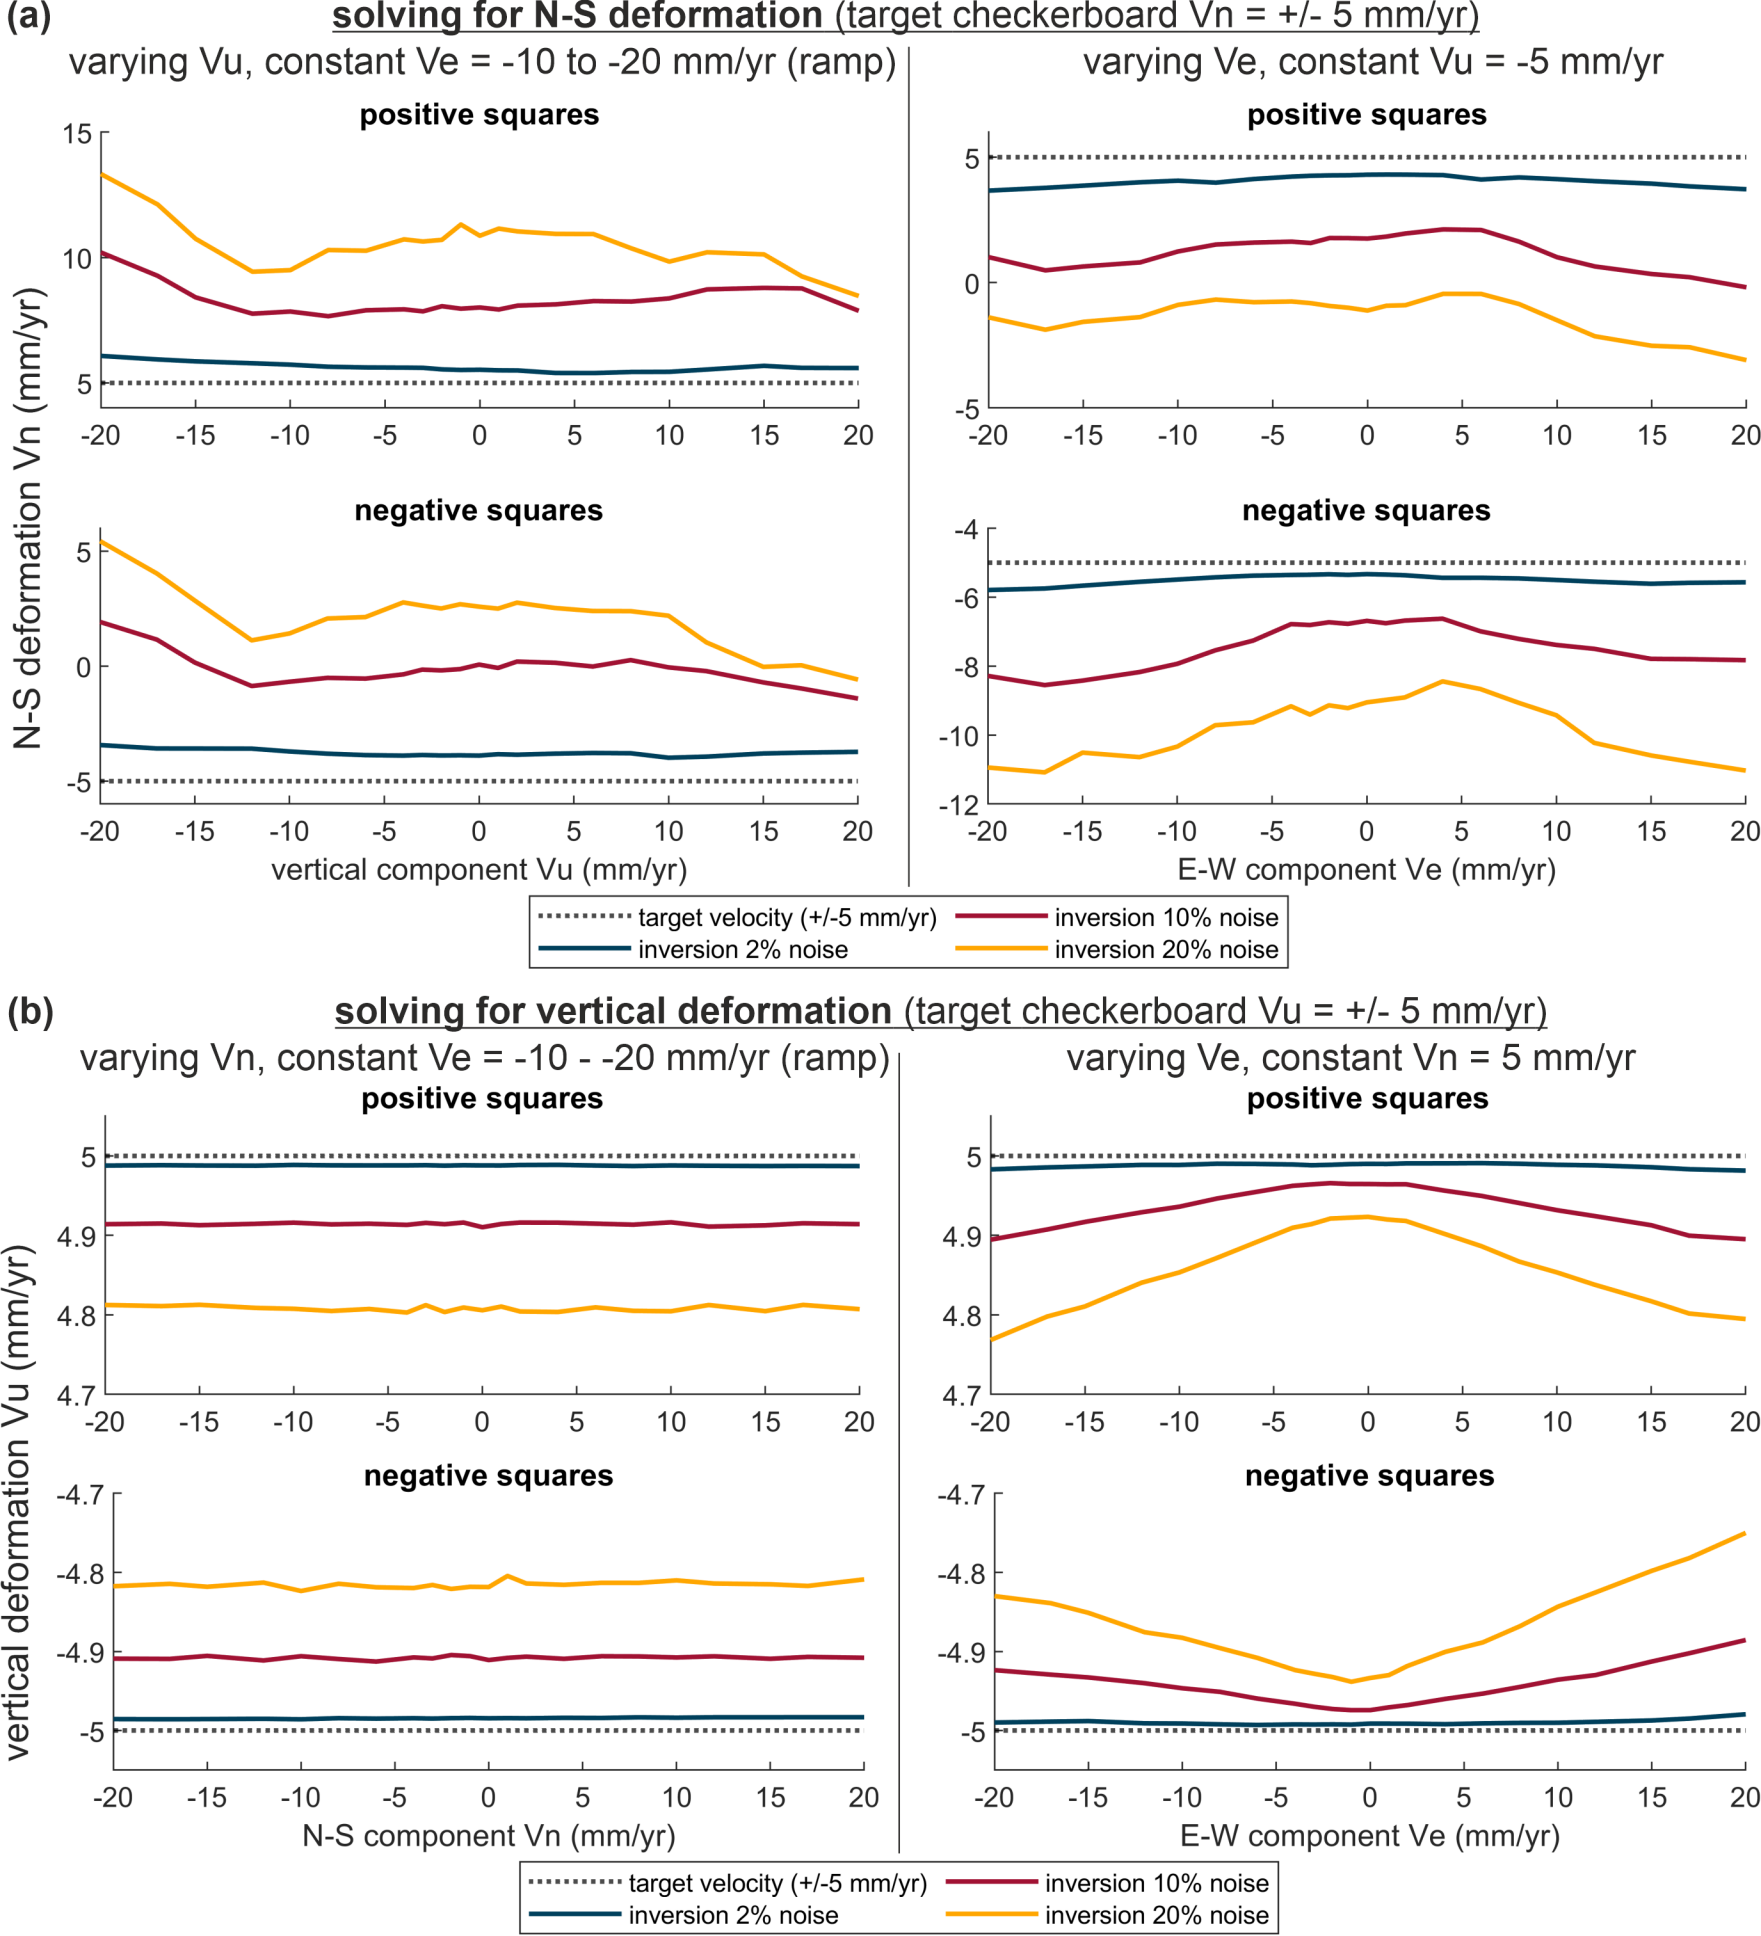 (a)
solving for N-S deformation (target checkerboard Vn = +/- 5 mm/yr)
varying Vu, constant Ve = -10 to -20 mm/yr (ramp)
varying Ve, constant Vu = -5 mm/yr
N-S deformation Vn (mm/yr)
positive squares
15
10
5
-20 -15 -10 -5 0 5 10 15 20
positive squares
5
0
-5
-20 -15 -10 -5 0 5 10 15 20
negative squares
5
0
-5
-20 -15 -10 -5 0 5 10 15 20
vertical component Vu (mm/yr)
negative squares
-4
-6
-8
-10
-12
-20 -15 -10 -5 0 5 10 15 20
E-W component Ve (mm/yr)
target velocity (+/-5 mm/yr)
inversion 10% noise
inversion 2% noise
inversion 20% noise
(b)
solving for vertical deformation (target checkerboard Vu = +/- 5 mm/yr)
varying Vn, constant Ve = -10 - -20 mm/yr (ramp)
varying Ve, constant Vn = 5 mm/yr
vertical deformation Vu (mm/yr)
positive squares
5
4.9
4.8
4.7
-20 -15 -10 -5 0 5 10 15 20
positive squares
5
4.9
4.8
4.7
-20 -15 -10 -5 0 5 10 15 20
negative squares
-4.7
-4.8
-4.9
-5
-20 -15 -10 -5 0 5 10 15 20
N-S component Vn (mm/yr)
negative squares
-4.7
-4.8
-4.9
-5
-20 -15 -10 -5 0 5 10 15 20
E-W component Ve (mm/yr)
target velocity (+/-5 mm/yr)
inversion 10% noise
inversion 2% noise
inversion 20% noise